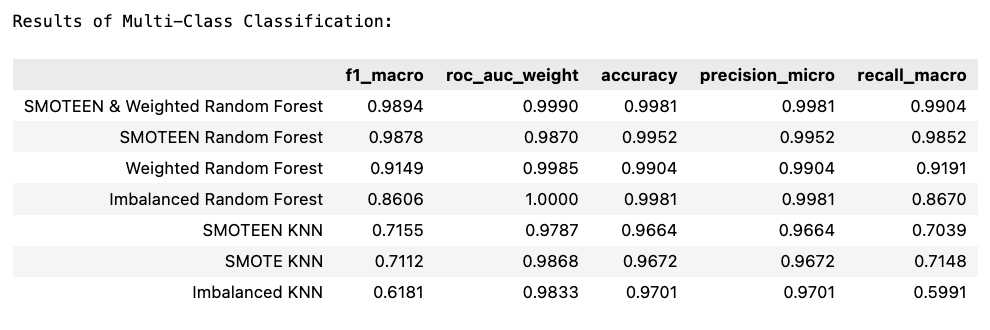 Results of Multi-Class Classification:
f1_macro roc_auc_weight accuracy precision_micro recall_macro
SMOTEEN & Weighted Random Forest 0.9894 0.9990 0.9981 0.9981 0.9904
SMOTEEN Random Forest 0.9878 0.9870 0.9952 0.9952 0.9852
Weighted Random Forest 0.9149 0.9985 0.9904 0.9904 0.9191
Imbalanced Random Forest 0.8606 1.0000 0.9981 0.9981 0.8670
SMOTEEN KNN 0.7155 0.9787 0.9664 0.9664 0.7039
SMOTE KNN 0.7112 0.9868 0.9672 0.9672 0.7148
Imbalanced KNN 0.6181 0.9833 0.9701 0.9701 0.5991